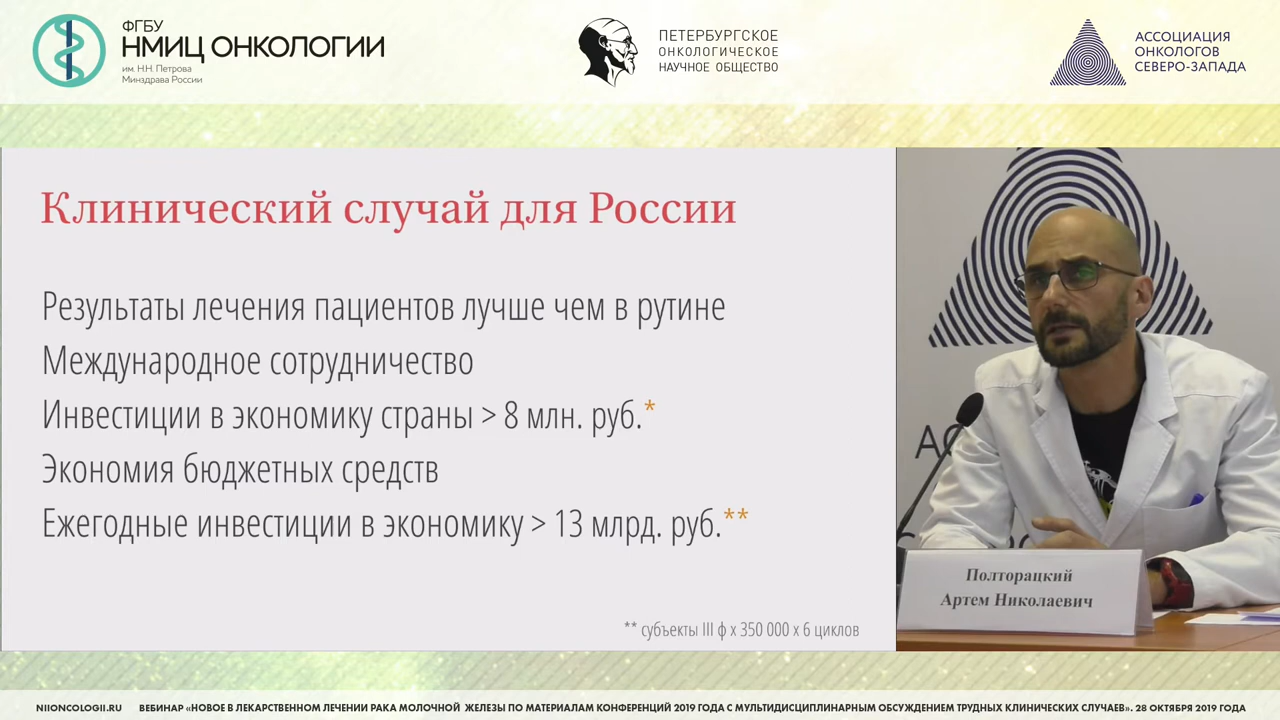 ФГБУ
НМИЦ ОНКОЛОГИИ
им. Н.Н. Петрова
Минздрава России
ПЕТЕРБУРГСКОЕ
ОНКОЛОГИЧЕСКОЕ
НАУЧНОЕ ОБЩЕСТВО
АССОЦИАЦИЯ
ОНКОЛОГОВ
СЕВЕРО-ЗАПАДА
Клинический случай для России
Результаты лечения пациентов лучше чем в рутине
Международное сотрудничество
Инвестиции в экономику страны > 8 млн. руб.*
Экономия бюджетных средств
Ежегодные инвестиции в экономику > 13 млрд. руб.**
** субъекты III ф x 350 000 x 6 циклов
Полторацкий
Артем Николаевич
NIIONCOLOGII.RU ВЕБИНАР «НОВОЕ В ЛЕКАРСТВЕННОМ ЛЕЧЕНИИ РАКА МОЛОЧНОЙ ЖЕЛЕЗЫ ПО МАТЕРИАЛАМ КОНФЕРЕНЦИЙ 2019 ГОДА С МУЛЬТИДИСЦИПЛИНАРНЫМ ОБСУЖДЕНИЕМ ТРУДНЫХ КЛИНИЧЕСКИХ СЛУЧАЕВ». 28 ОКТЯБРЯ 2019 ГОДА